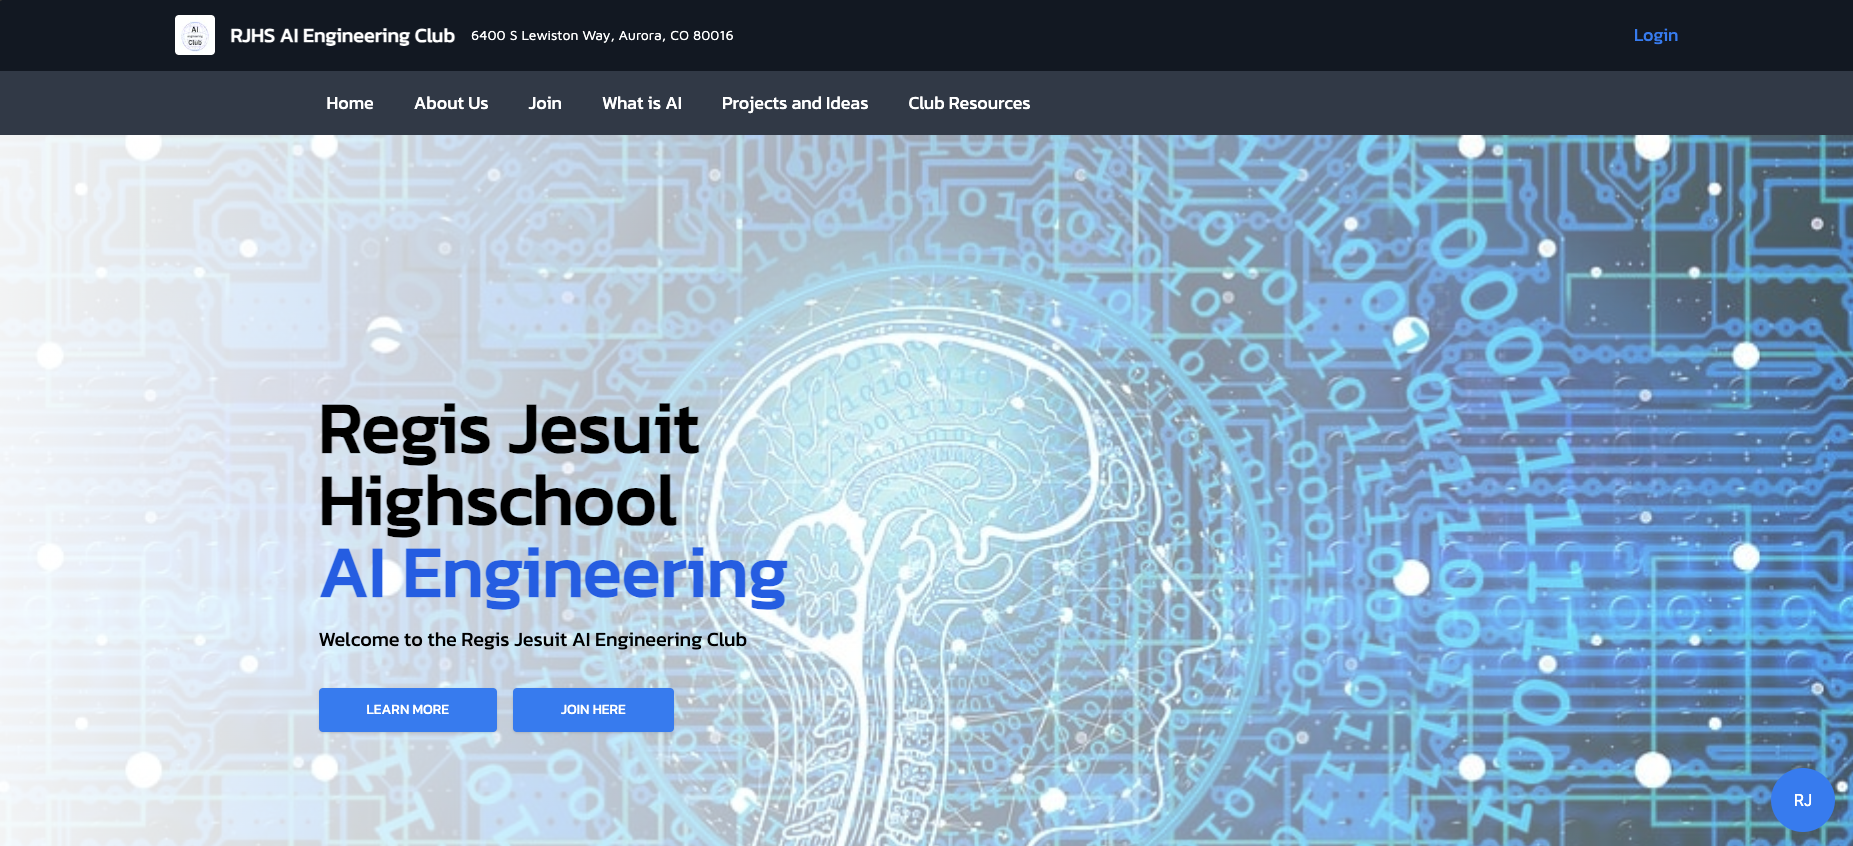 AI
Club
RJHS AI Engineering Club
6400 S Lewiston Way, Aurora, CO 80016
Login
Home
About Us
Join
What is AI
Projects and Ideas
Club Resources
Regis Jesuit
Highschool
AI Engineering
Welcome to the Regis Jesuit AI Engineering Club
LEARN MORE
JOIN HERE
RJ